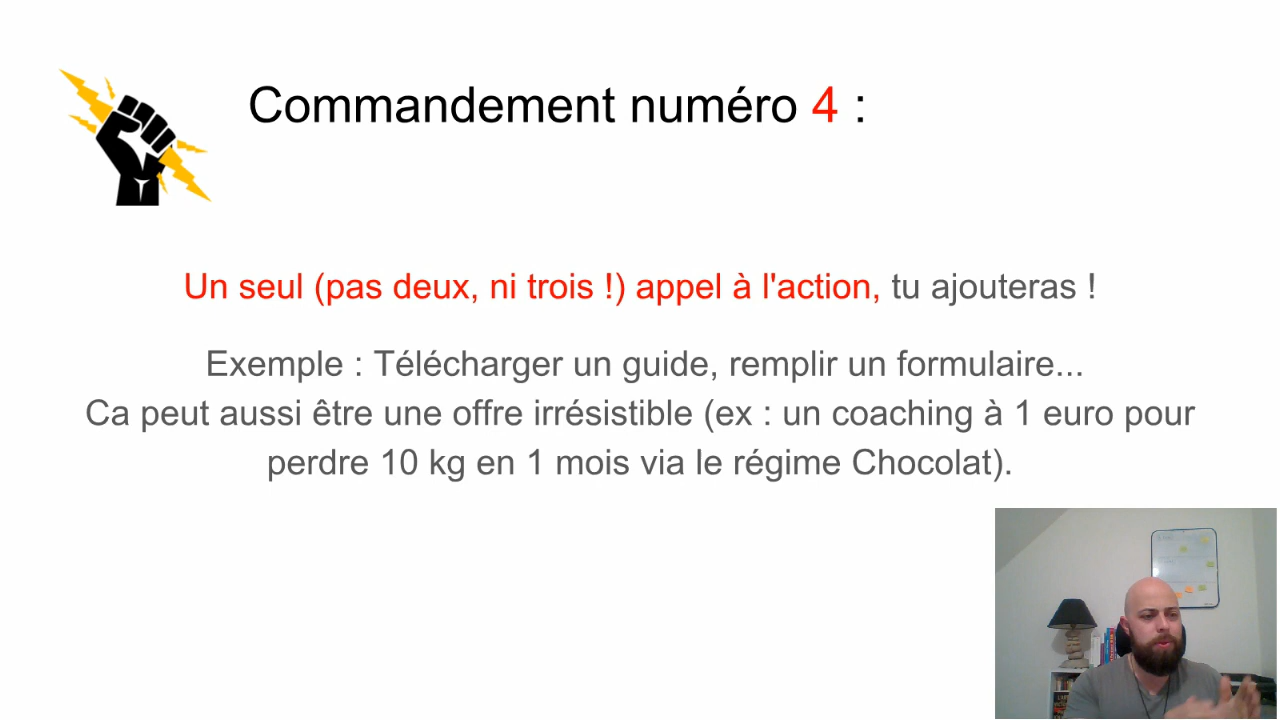 Commandement numéro 4 :
Un seul (pas deux, ni trois !) appel à l'action, tu ajouteras !
Exemple : Télécharger un guide, remplir un formulaire...
Ca peut aussi être une offre irrésistible (ex : un coaching à 1 euro pour
perdre 10 kg en 1 mois via le régime Chocolat).